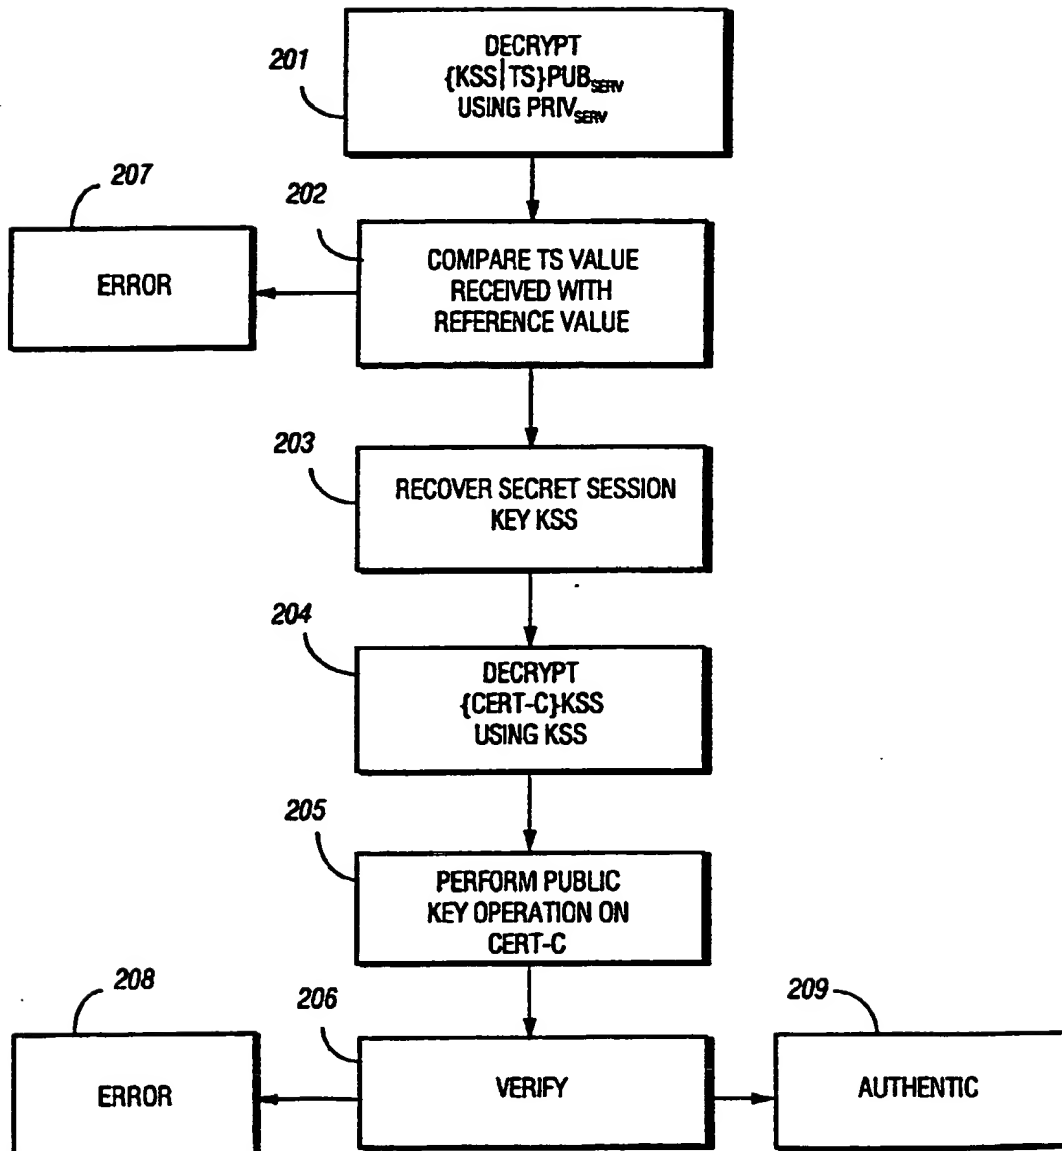 201
DECRYPT
{KSS|TS}PUB_SERV
USING PRIV_SERV
207
ERROR
202
COMPARE TS VALUE
RECEIVED WITH
REFERENCE VALUE
203
RECOVER SECRET SESSION
KEY KSS
204
DECRYPT
{CERT-C}KSS
USING KSS
205
PERFORM PUBLIC
KEY OPERATION ON
CERT-C
208
ERROR
206
VERIFY
209
AUTHENTIC